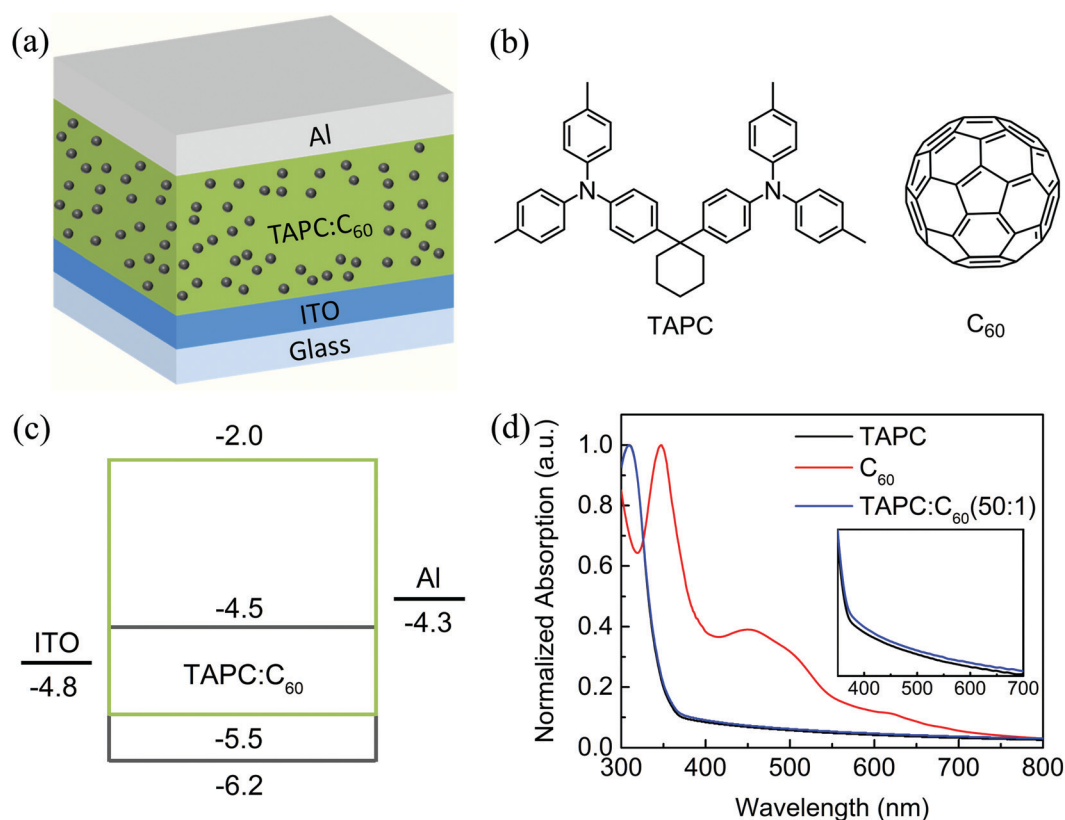 (a)
Al
TAPC:C60
ITO
Glass
(b)
N
N
TAPC
C60
(c)
-2.0
Al
-4.3
-4.5
ITO
-4.8
TAPC:C60
-5.5
-6.2
(d)
TAPC
C60
TAPC:C60(50:1)
Normalized Absorption (a.u.)
1.0
0.8
0.6
0.4
0.2
0.0
400 500 600 700
300 400 500 600 700 800
Wavelength (nm)